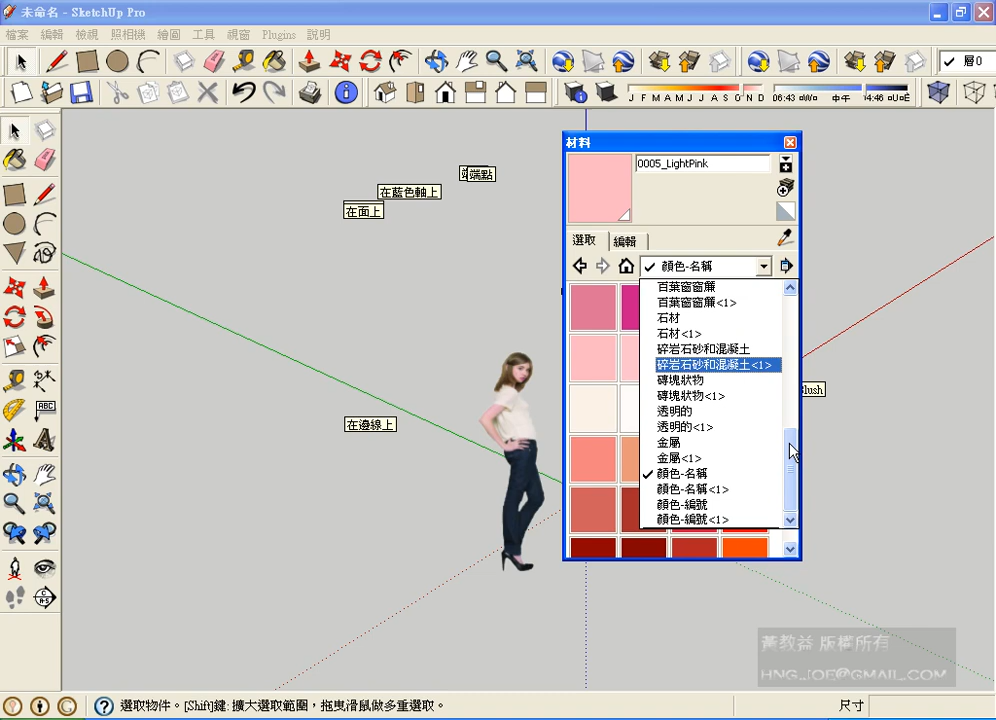 未命名 - SketchUp Pro
檔案 編輯 檢視 照相機 繪圖 工具 視窗 Plugins 說明
層0
J F M A M J J A S O N D
中午
材料
0005_LightPink
選取 編輯
顏色-名稱
百葉窗窗簾
百葉窗窗簾<1>
石材
石材<1>
碎岩石砂和混凝土
碎岩石砂和混凝土<1>
磚塊狀物
磚塊狀物<1>
透明的
透明的<1>
金屬
金屬<1>
顏色-名稱
顏色-名稱<1>
顏色-編號
顏色-編號<1>
端點
在藍色軸上
在面上
在邊線上
ABC
黃教益 版權所有
HNG_JOE@GMAIL.COM
選取物件。[Shift]鍵: 擴大選取範圍，拖曳滑鼠做多重選取。
尺寸